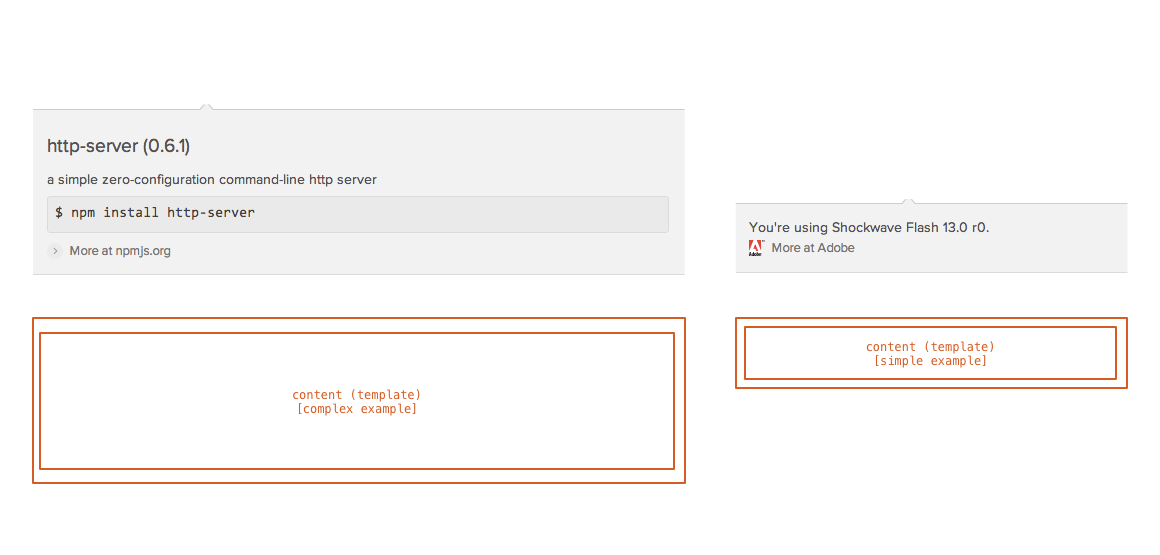 http-server (0.6.1)
a simple zero-configuration command-line http server
$ npm install http-server
More at npmjs.org
You're using Shockwave Flash 13.0 r0.
Adobe
More at Adobe
content (template)
[complex example]
content (template)
[simple example]